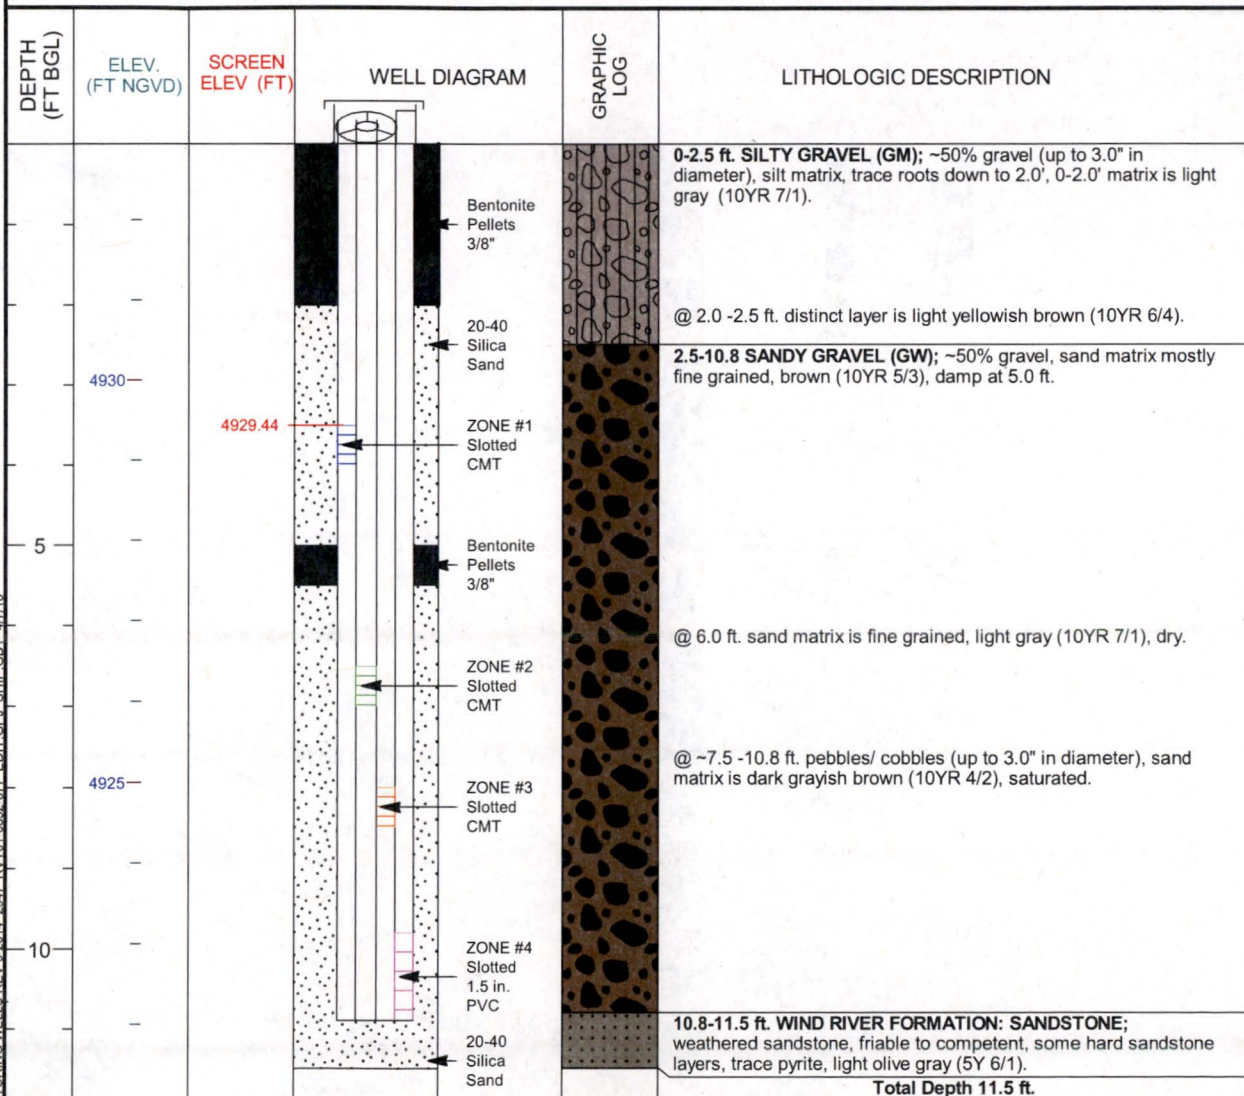 DEPTH
(FT BGL)
ELEV.
(FT NGVD)
SCREEN
ELEV (FT)
WELL DIAGRAM
GRAPHIC
LOG
LITHOLOGIC DESCRIPTION
0-2.5 ft. SILTY GRAVEL (GM); ~50% gravel (up to 3.0" in
diameter), silt matrix, trace roots down to 2.0', 0-2.0' matrix is light
gray (10YR 7/1).
Bentonite
Pellets
3/8"
@ 2.0 -2.5 ft. distinct layer is light yellowish brown (10YR 6/4).
20-40
Silica
Sand
2.5-10.8 SANDY GRAVEL (GW); ~50% gravel, sand matrix mostly
fine grained, brown (10YR 5/3), damp at 5.0 ft.
4930
4929.44
ZONE #1
Slotted
CMT
5
Bentonite
Pellets
3/8"
@ 6.0 ft. sand matrix is fine grained, light gray (10YR 7/1), dry.
ZONE #2
Slotted
CMT
@ ~7.5 -10.8 ft. pebbles/ cobbles (up to 3.0" in diameter), sand
matrix is dark grayish brown (10YR 4/2), saturated.
4925
ZONE #3
Slotted
CMT
10
ZONE #4
Slotted
1.5 in.
PVC
10.8-11.5 ft. WIND RIVER FORMATION: SANDSTONE;
weathered sandstone, friable to competent, some hard sandstone
layers, trace pyrite, light olive gray (5Y 6/1).
20-40
Silica
Sand
Total Depth 11.5 ft.